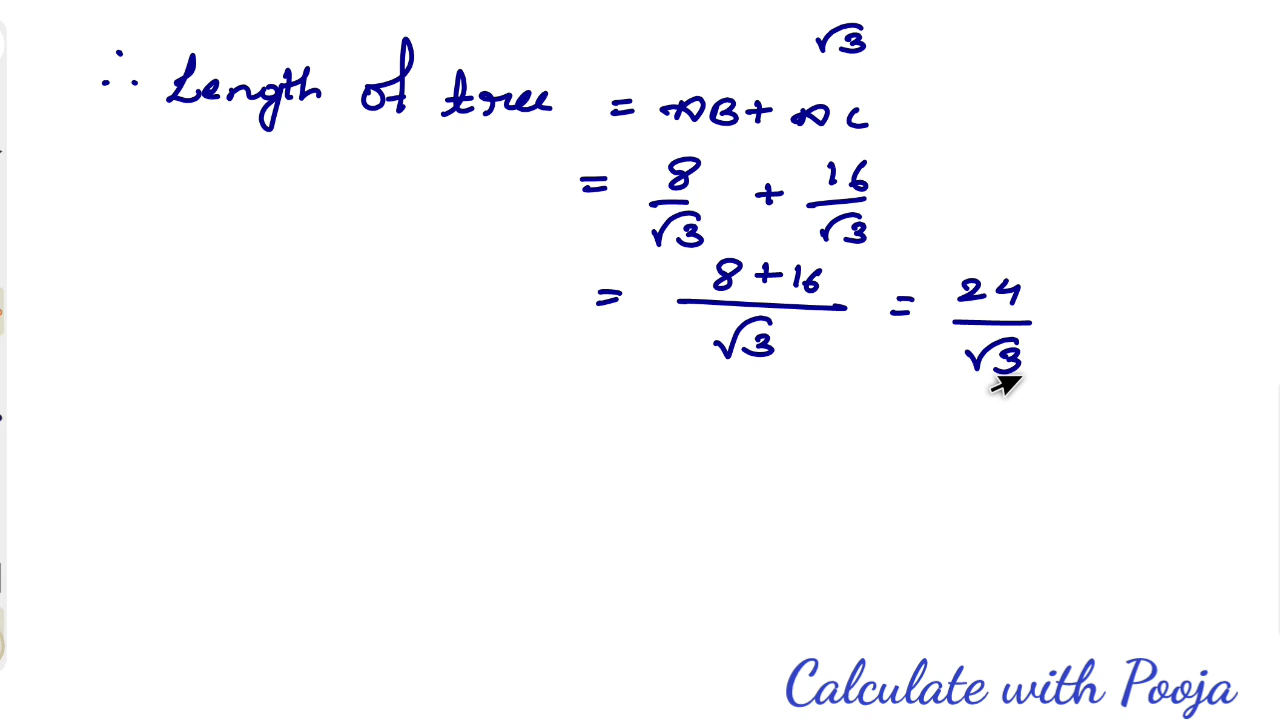 √3
∴ Length of tree = AB + AC
= 8/√3 + 16/√3
= 8+16/√3 = 24/√3
Calculate with Pooja